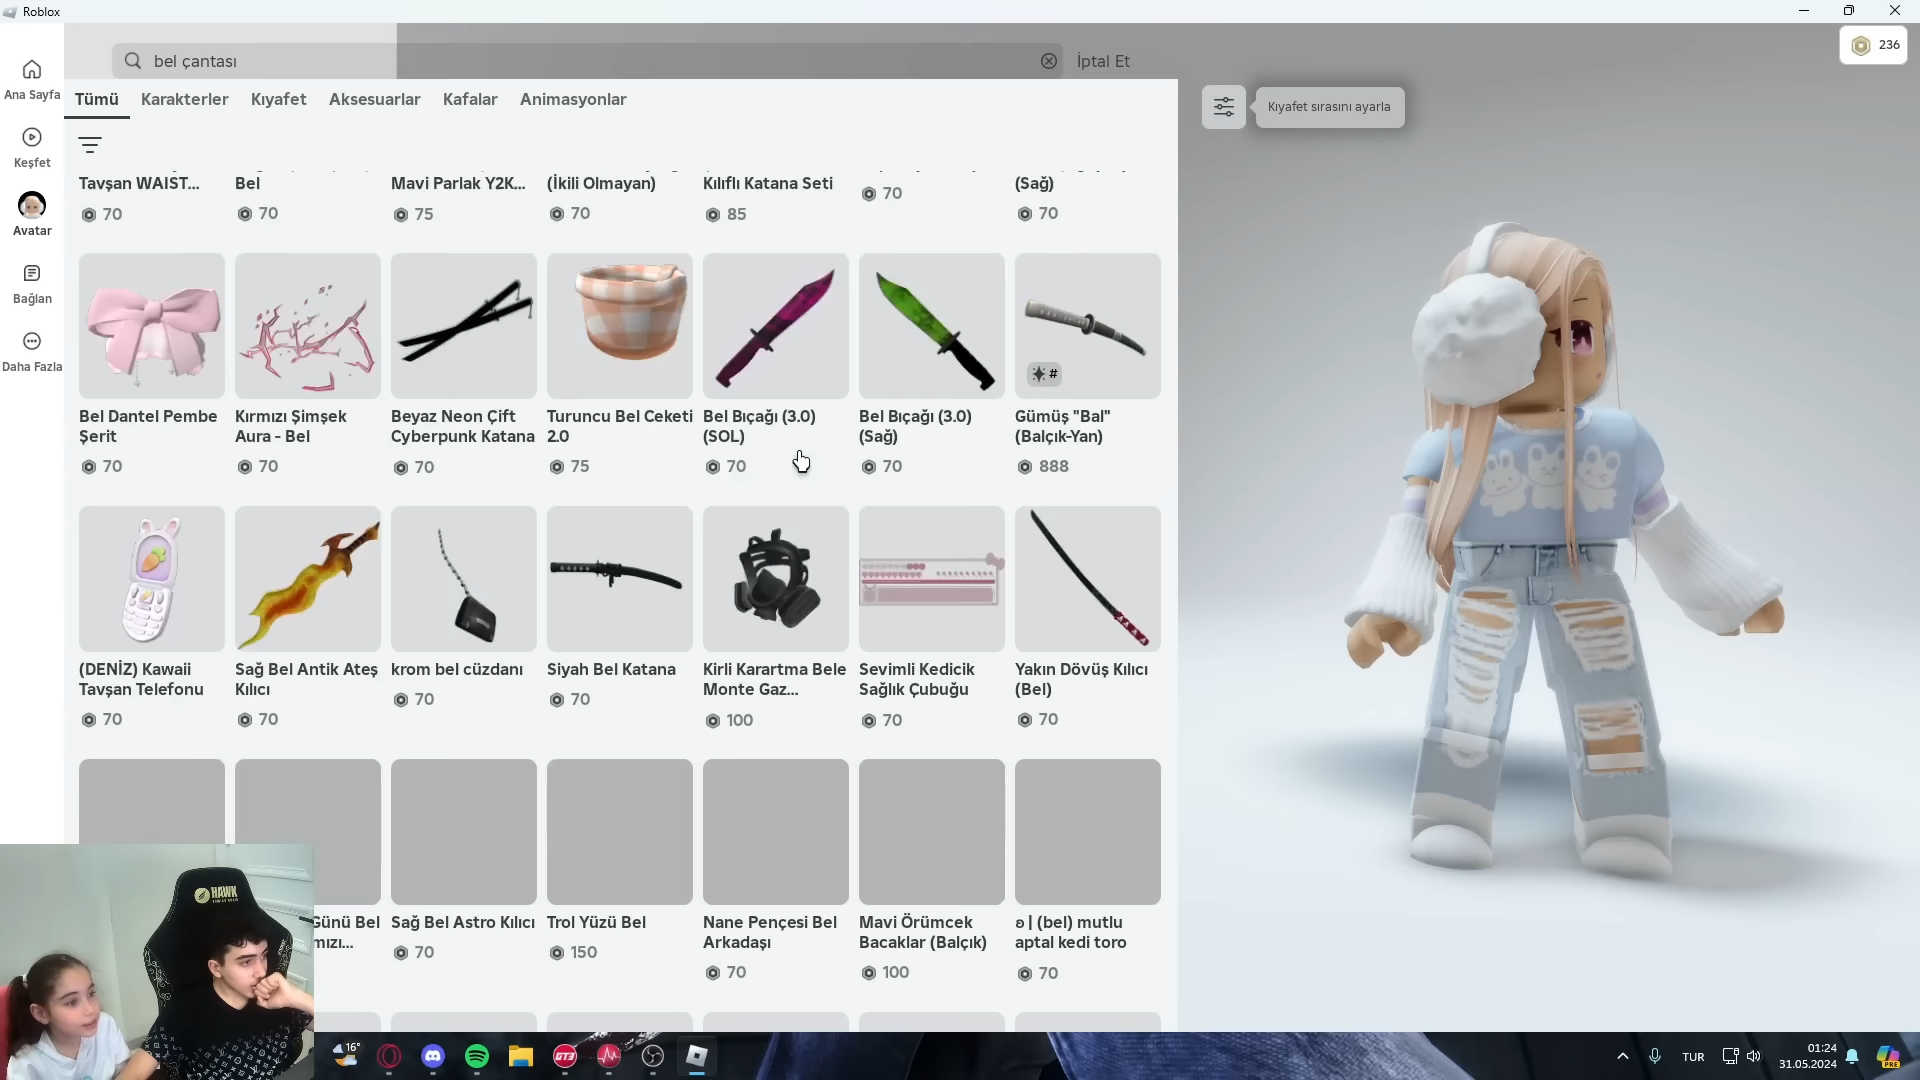 Roblox
bel çantası
İptal Et
236
Ana Sayfa
Keşfet
Avatar
Bağlan
Daha Fazla
Tümü Karakterler Kıyafet Aksesuarlar Kafalar Animasyonlar
Kıyafet sırasını ayarla
Tavşan WAIST...
70
Bel
70
Mavi Parlak Y2K...
75
(İkili Olmayan)
70
Kılıflı Katana Seti
85
70
(Sağ)
70
Bel Dantel Pembe
Şerit
70
Kırmızı Şimşek
Aura - Bel
70
Beyaz Neon Çift
Cyberpunk Katana
70
Turuncu Bel Ceketi
2.0
75
Bel Bıçağı (3.0)
(SOL)
70
Bel Bıçağı (3.0)
(Sağ)
70
#
Gümüş "Bal"
(Balçık-Yan)
888
(DENİZ) Kawaii
Tavşan Telefonu
70
Sağ Bel Antik Ateş
Kılıcı
70
krom bel cüzdanı
70
Siyah Bel Katana
70
Kirli Karartma Bele
Monte Gaz...
100
Sevimli Kedicik
Sağlık Çubuğu
70
Yakın Dövüş Kılıcı
(Bel)
70
Günü Bel
mızı...
Sağ Bel Astro Kılıcı
70
Trol Yüzü Bel
150
Nane Pençesi Bel
Arkadaşı
70
Mavi Örümcek
Bacaklar (Balçık)
100
ʚ | (bel) mutlu
aptal kedi toro
70
HAWK
16°
GT3
TUR
01:24
31.05.2024
PRE